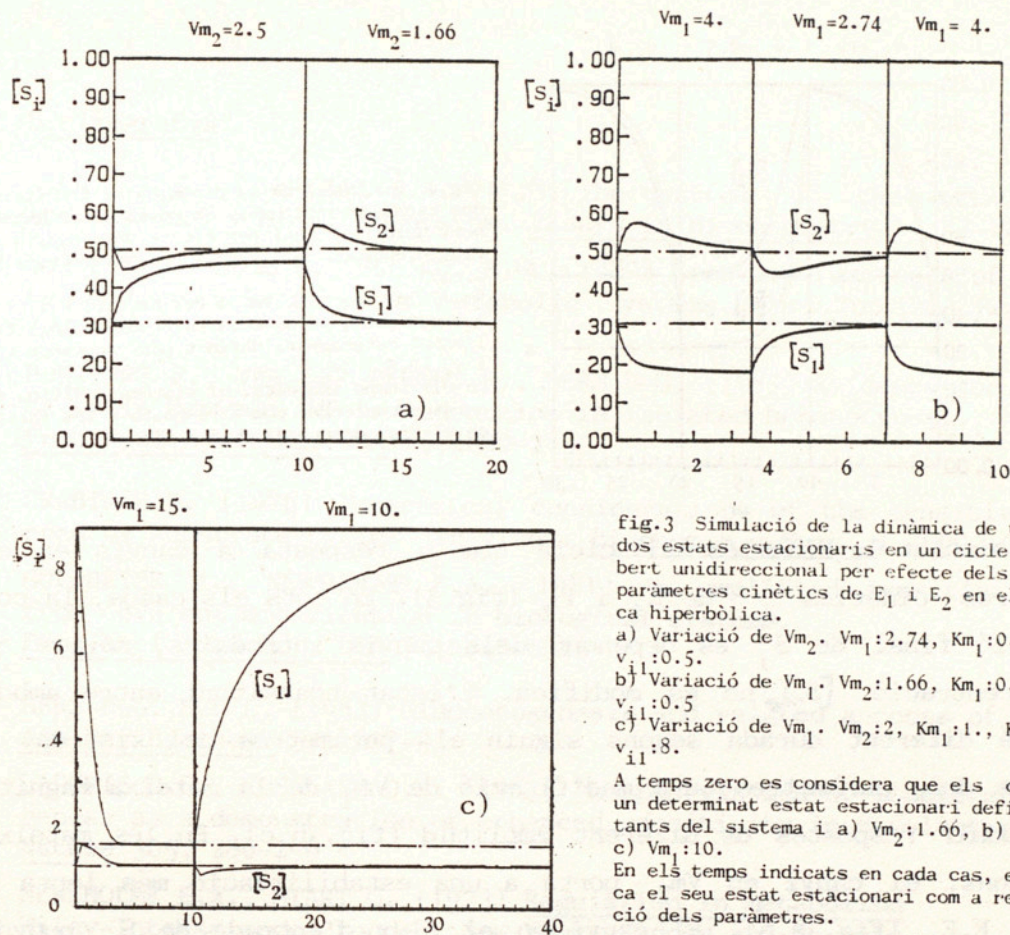 Vm2=2.5 Vm2=1.66
[Si]
1.00
.90
.80
.70
.60
.50
.40
.30
.20
.10
0.00
[S2]
[S1]
a)
5 10 15 20
Vm1=4. Vm1=2.74 Vm1= 4.
[Si]
1.00
.90
.80
.70
.60
.50
.40
.30
.20
.10
0.00
[S2]
[S1]
b)
2 4 6 8 10
Vm1=15. Vm1=10.
8
6
4
2
0
[S1]
c)
[S2]
10 20 30 40
fig.3 Simulació de la dinàmica de
dos estats estacionaris en un cicle
bert unidireccional per efecte dels
paràmetres cinètics de E1 i E2 en
ca hiperbòlica.
a) Variació de Vm2. Vm1:2.74, Km1:0
vi1:0.5.
b) Variació de Vm1. Vm2:1.66, Km1:0
vi1:0.5
c) Variació de Vm1. Vm2:2, Km1:1.,
vi1:8.
A temps zero es considera que els
un determinat estat estacionari defi
tants del sistema i a) Vm2:1.66, b)
c) Vm1:10.
En els temps indicats en cada cas,
ca el seu estat estacionari com a re
ció dels paràmetres.